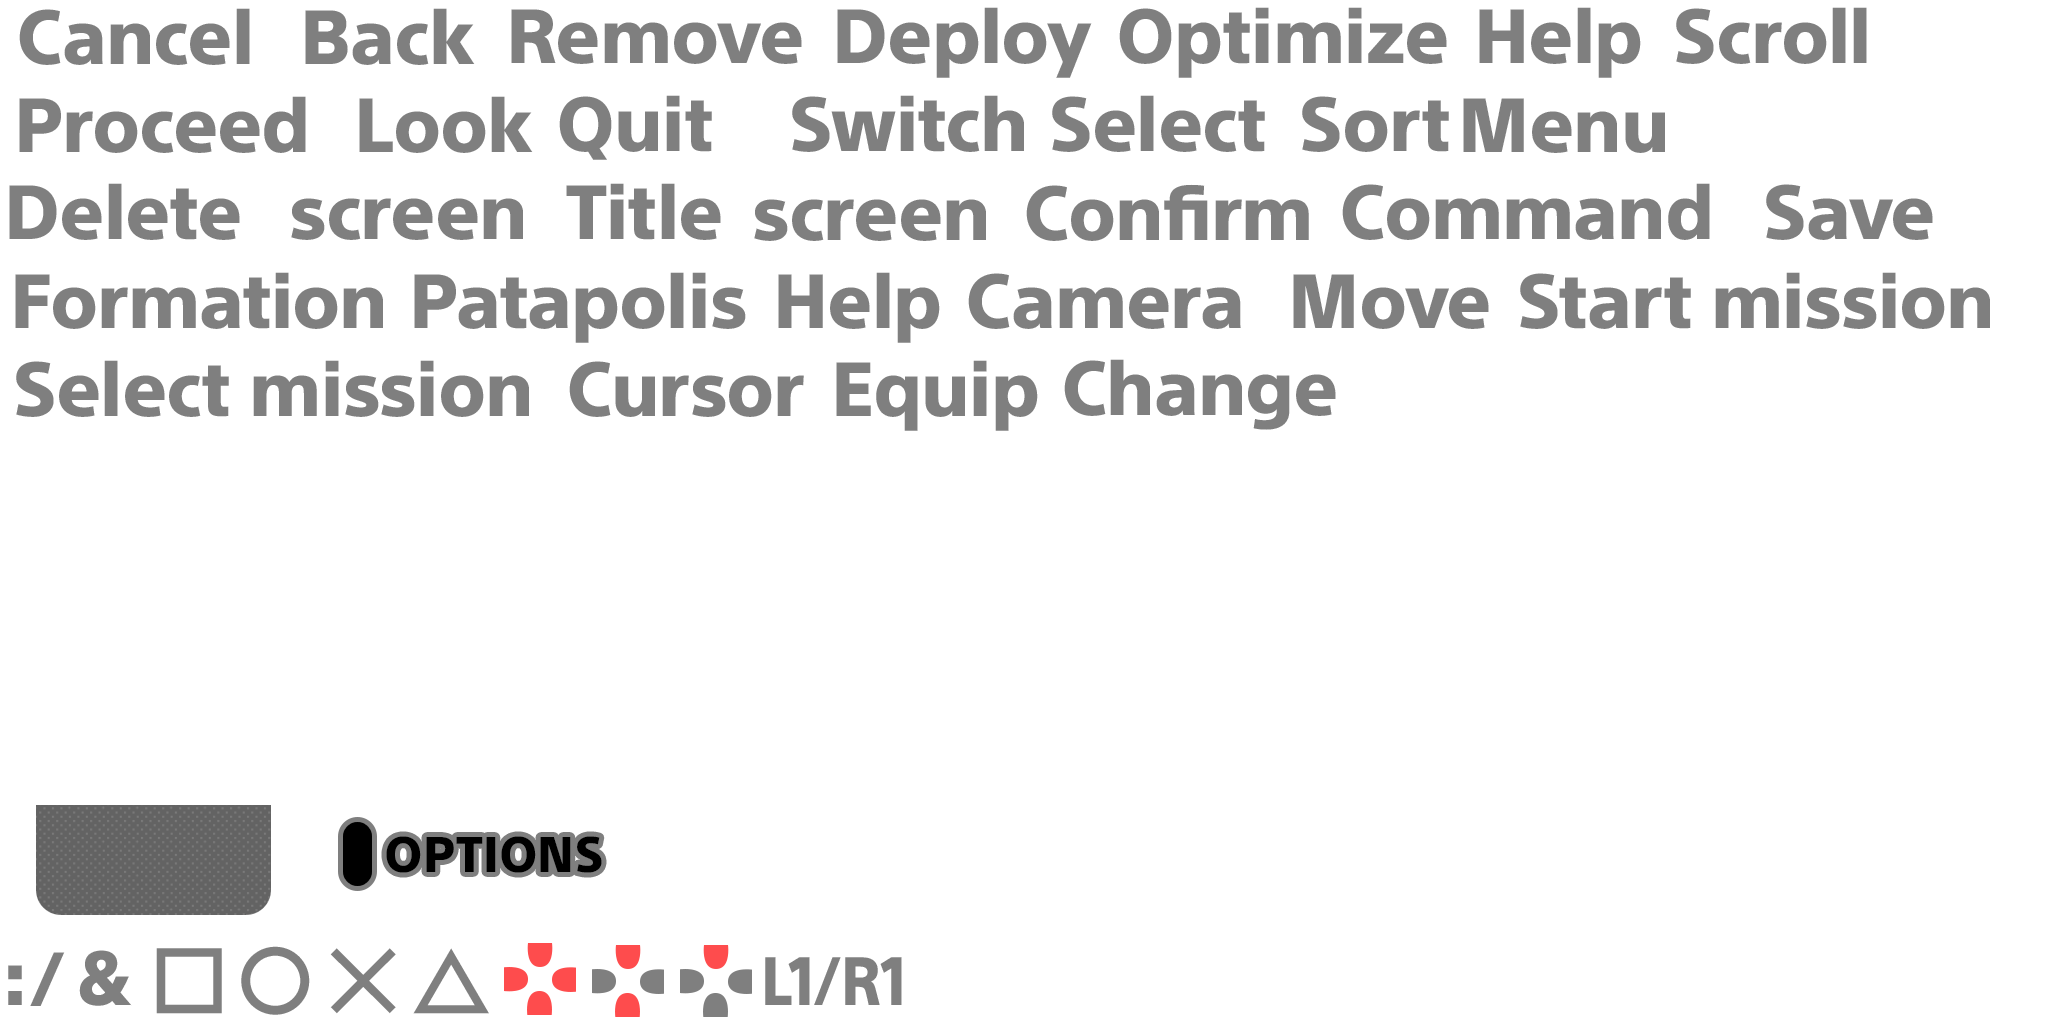 Cancel Back Remove Deploy Optimize Help Scroll
Proceed Look Quit Switch Select Sort Menu
Delete screen Title screen Confirm Command Save
Formation Patapolis Help Camera Move Start mission
Select mission Cursor Equip Change
OPTIONS
:/ & L1/R1